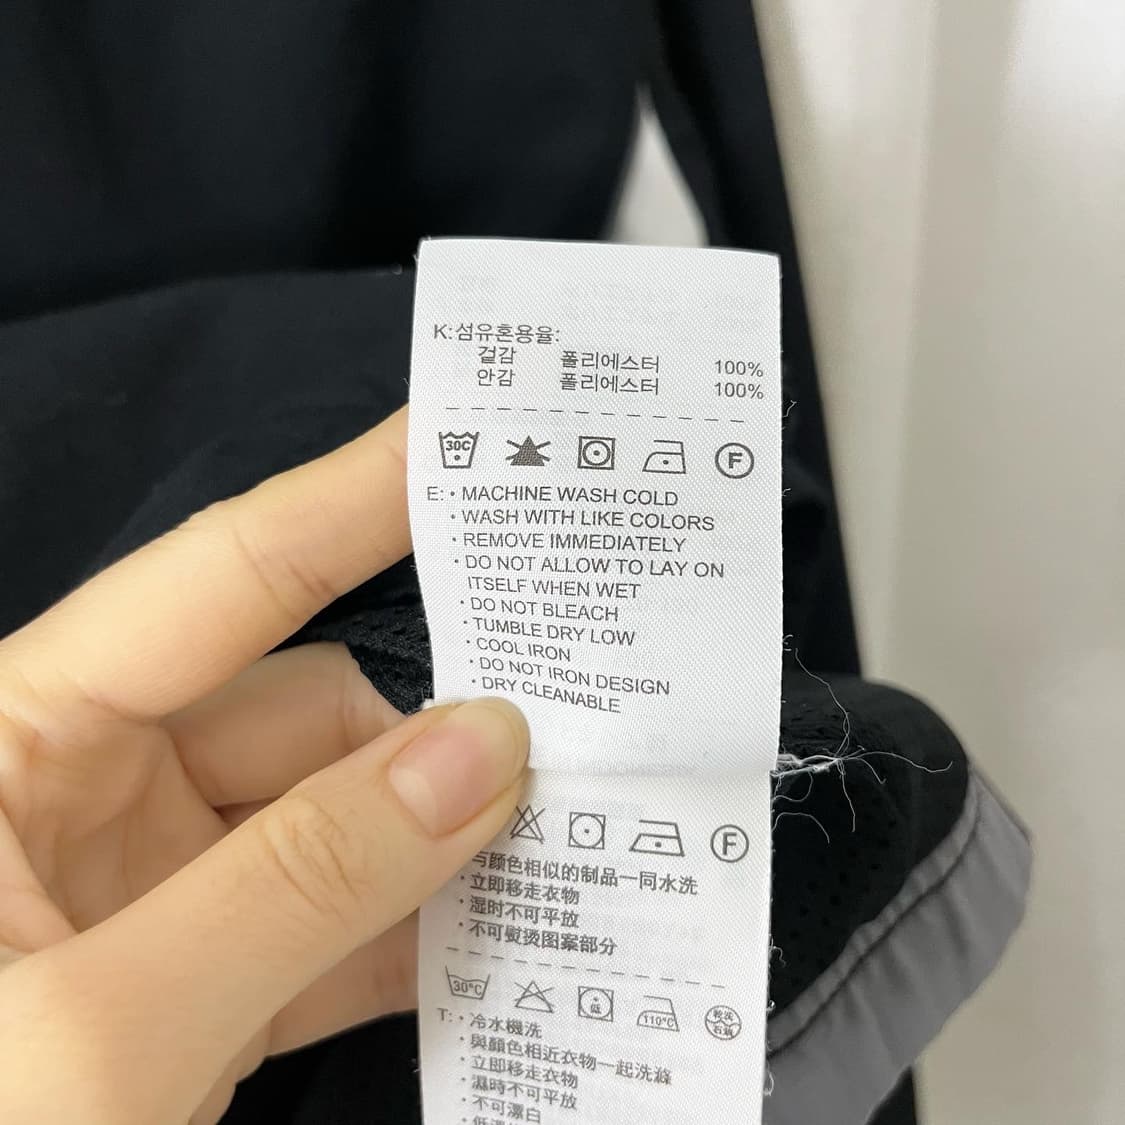 K:섬유혼용율:
겉감 폴리에스터 100%
안감 폴리에스터 100%
30C F
E: • MACHINE WASH COLD
• WASH WITH LIKE COLORS
• REMOVE IMMEDIATELY
• DO NOT ALLOW TO LAY ON
ITSELF WHEN WET
• DO NOT BLEACH
• TUMBLE DRY LOW
• COOL IRON
• DO NOT IRON DESIGN
• DRY CLEANABLE
F
与颜色相似的制品一同水洗
• 立即移走衣物
• 湿时不可平放
• 不可熨烫图案部分
30°C 低 110°C
T: • 冷水機洗
• 與顏色相近衣物一起洗滌
• 立即移走衣物
• 濕時不可平放
• 不可漂白